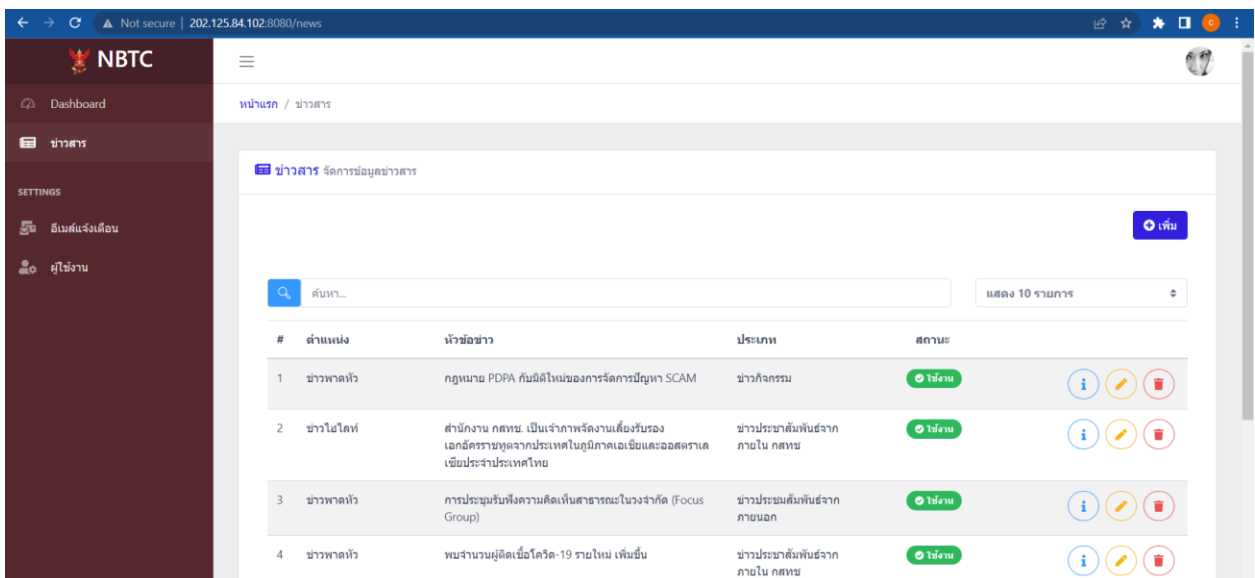 Not secure | 202.125.84.102:8080/news
NBTC
Dashboard
หน้าแรก / ข่าวสาร
ข่าวสาร
ข่าวสาร จัดการข้อมูลข่าวสาร
SETTINGS
เพิ่ม
อีเมล์แจ้งเตือน
ผู้ใช้งาน
ค้นหา...
แสดง 10 รายการ
# ตำแหน่ง หัวข้อข่าว ประเภท สถานะ
1 ข่าวพาดหัว กฎหมาย PDPA กับมิติใหม่ของการจัดการปัญหา SCAM ข่าวกิจกรรม ใช้งาน
2 ข่าวไฮไลท์ สำนักงาน กสทช. เป็นเจ้าภาพจัดงานเลี้ยงรับรอง ข่าวประชาสัมพันธ์จาก ใช้งาน
เอกอัครราชทูตจากประเทศในภูมิภาคเอเชียและออสตราเล ภายใน กสทช
เซียประจำประเทศไทย
3 ข่าวพาดหัว การประชุมรับฟังความคิดเห็นสาธารณะในวงจำกัด (Focus ข่าวประชมสัมพันธ์จาก ใช้งาน
Group) ภายนอก
4 ข่าวพาดหัว พบจำนวนผู้ติดเชื้อโควิด-19 รายใหม่ เพิ่มขึ้น ข่าวประชาสัมพันธ์จาก ใช้งาน
ภายใน กสทช